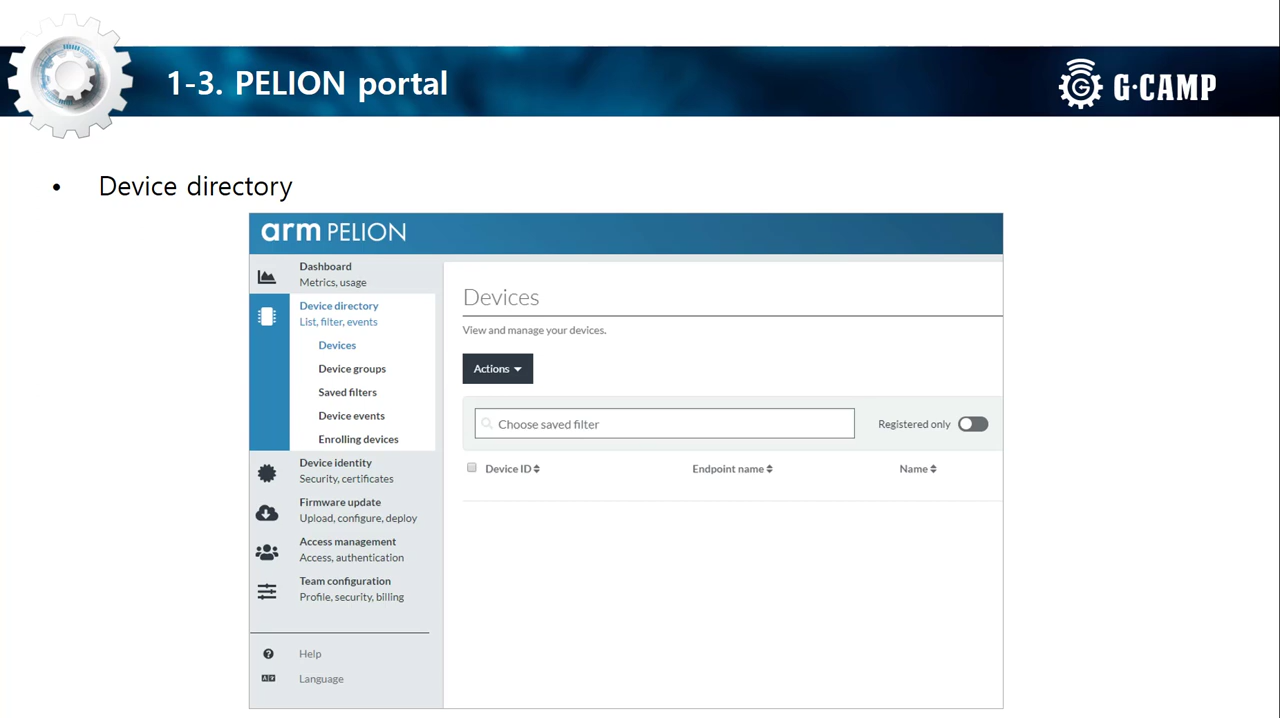 1-3. PELION portal
G·CAMP
• Device directory
arm PELION
Dashboard
Metrics, usage
Device directory
List, filter, events
Devices
Device groups
Saved filters
Device events
Enrolling devices
Device identity
Security, certificates
Firmware update
Upload, configure, deploy
Access management
Access, authentication
Team configuration
Profile, security, billing
Help
Language
Devices
View and manage your devices.
Actions
Choose saved filter
Registered only
Device ID Endpoint name Name